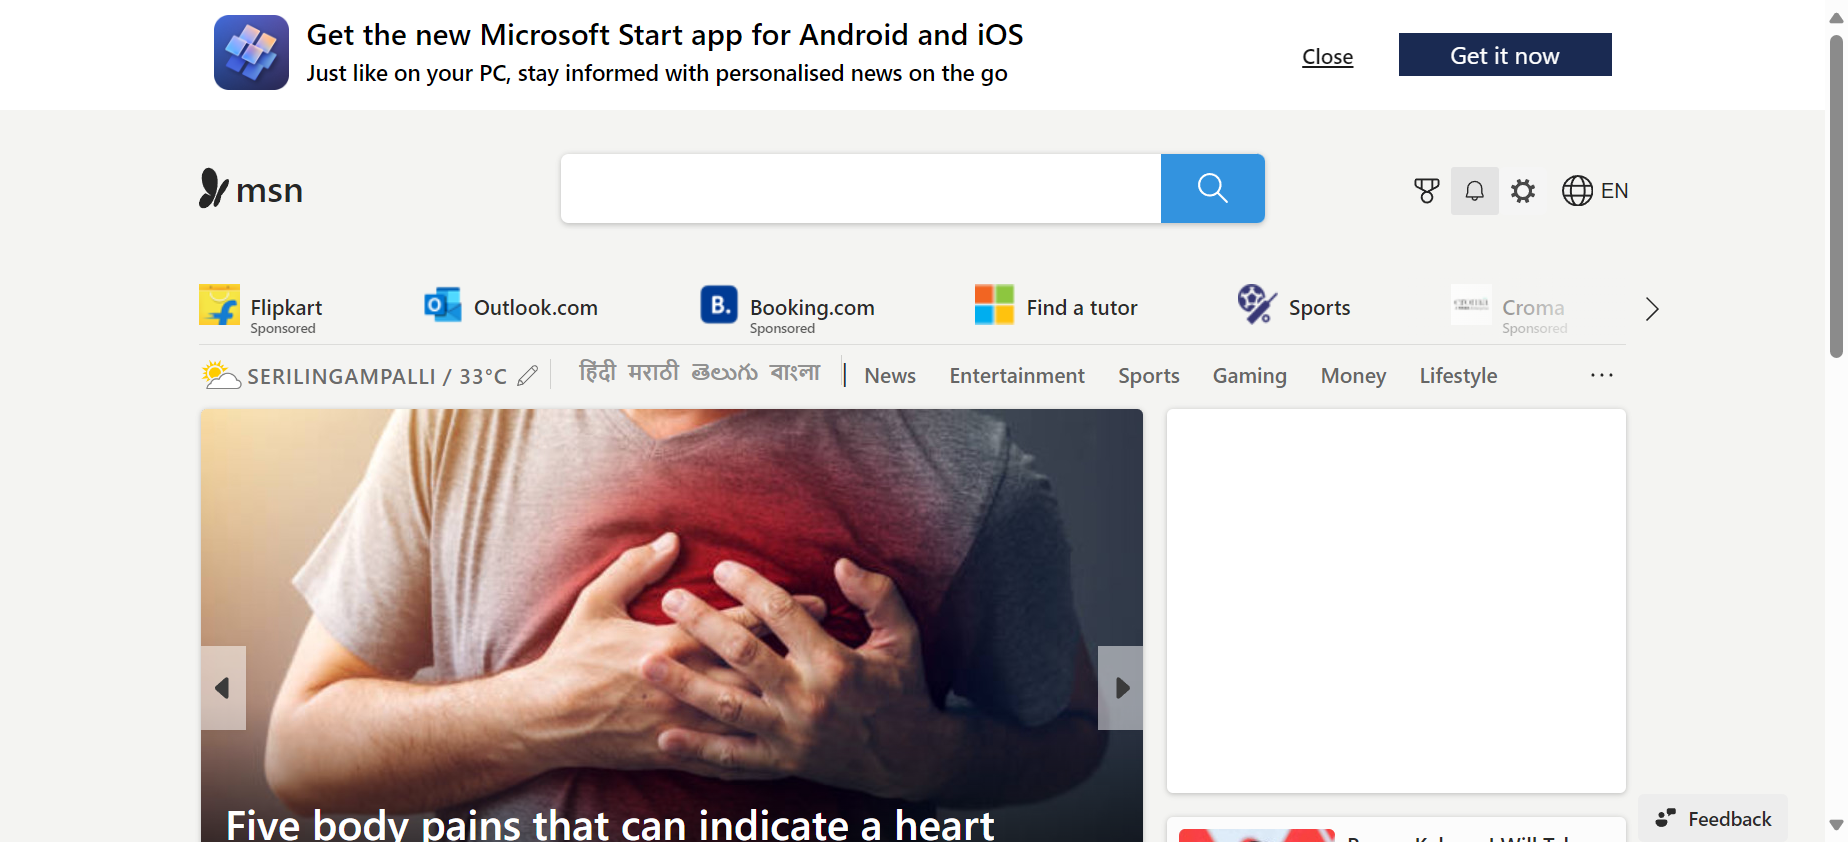 Get the new Microsoft Start app for Android and iOS
Just like on your PC, stay informed with personalised news on the go
Close
Get it now
msn
EN
Flipkart
Sponsored
Outlook.com
B.
Booking.com
Sponsored
Find a tutor
Sports
croma
Croma
Sponsored
SERILINGAMPALLI / 33°C
हिंदी मराठी తెలుగు বাংলা
News Entertainment Sports Gaming Money Lifestyle
Five body pains that can indicate a heart
Feedback